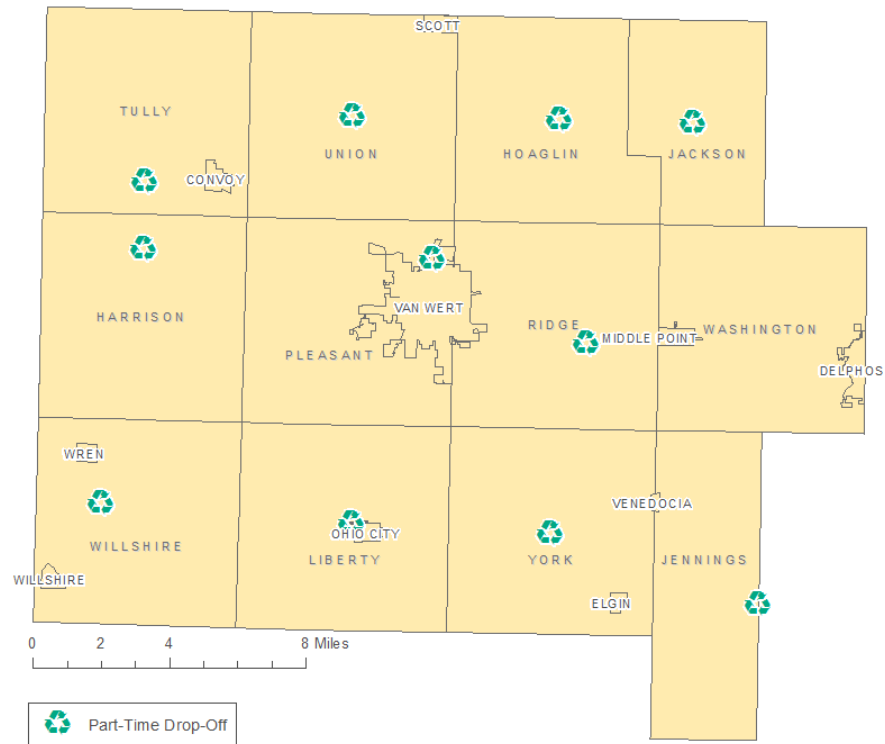 SCOTT
TULLY
UNION
HOAGLIN
JACKSON
CONVOY
HARRISON
VAN WERT
RIDGE
MIDDLE POINT
WASHINGTON
PLEASANT
DELPHOS
WREN
VENEDOCIA
WILLSHIRE
OHIO CITY
LIBERTY
YORK
JENNINGS
WILLSHIRE
ELGIN
0 2 4 8 Miles
Part-Time Drop-Off